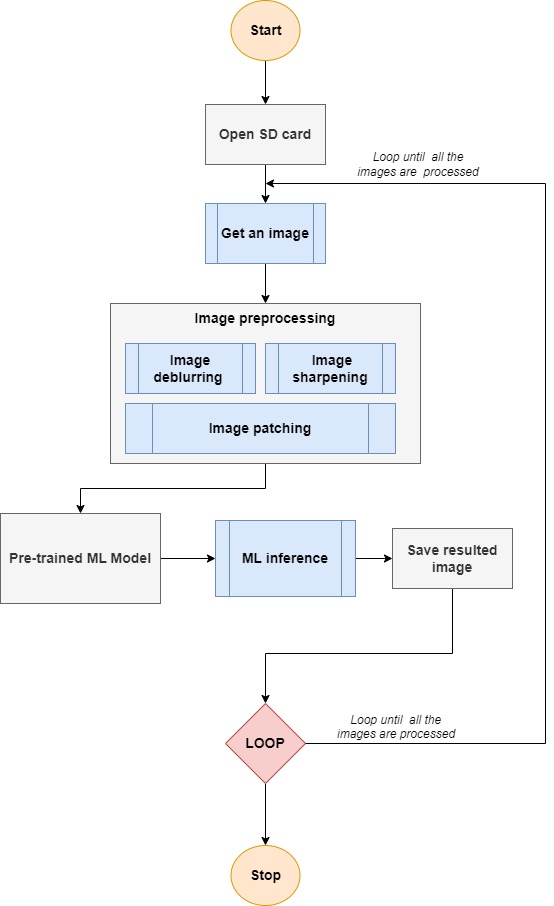 Start
Open SD card
Loop until all the
images are processed
Get an image
Image preprocessing
Image
deblurring
Image
sharpening
Image patching
Pre-trained ML Model
ML inference
Save resulted
image
LOOP
Loop until all the
images are processed
Stop